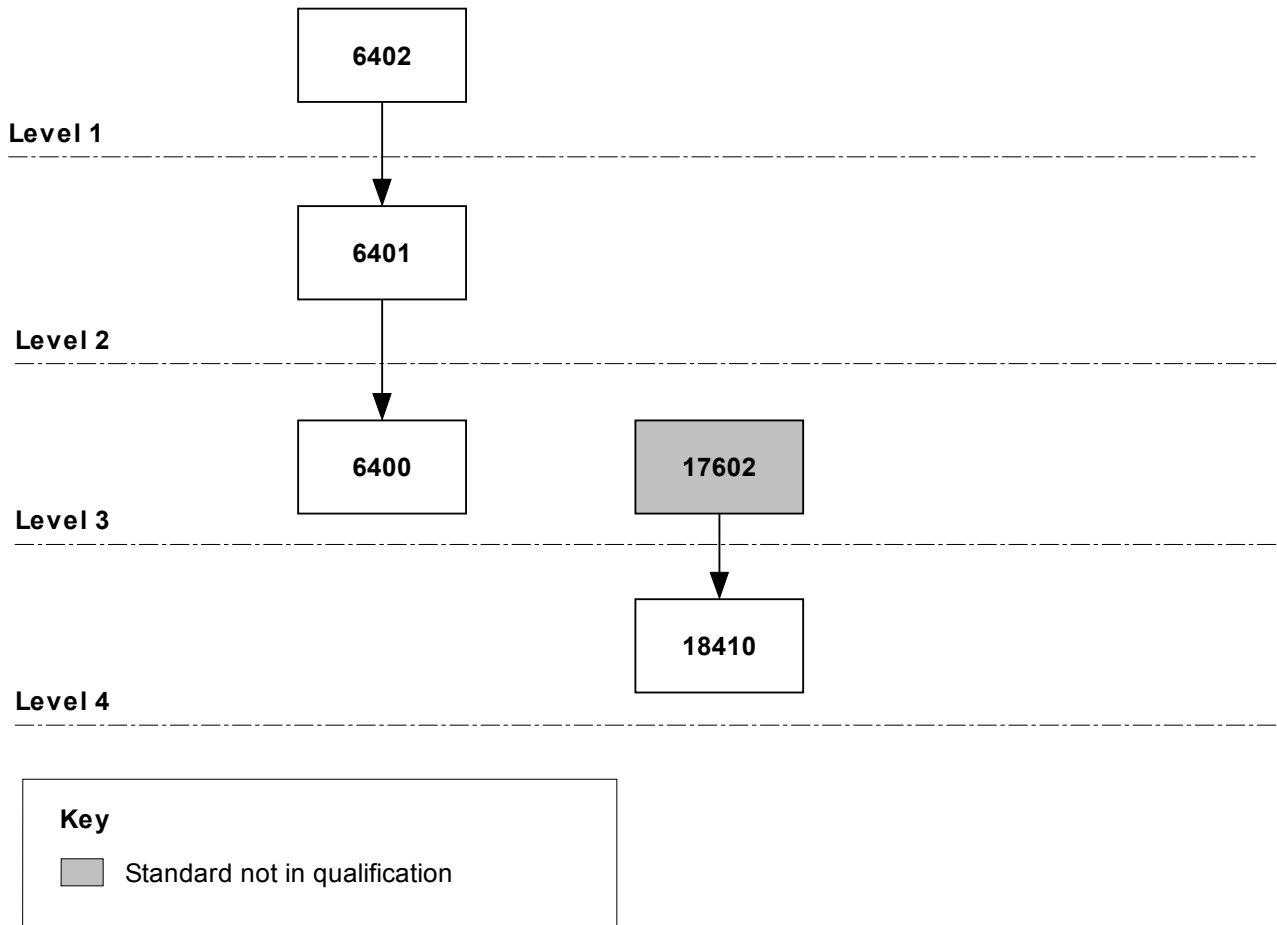 6402
Level 1
6401
Level 2
6400 17602
Level 3
18410
Level 4
Key
Standard not in qualification